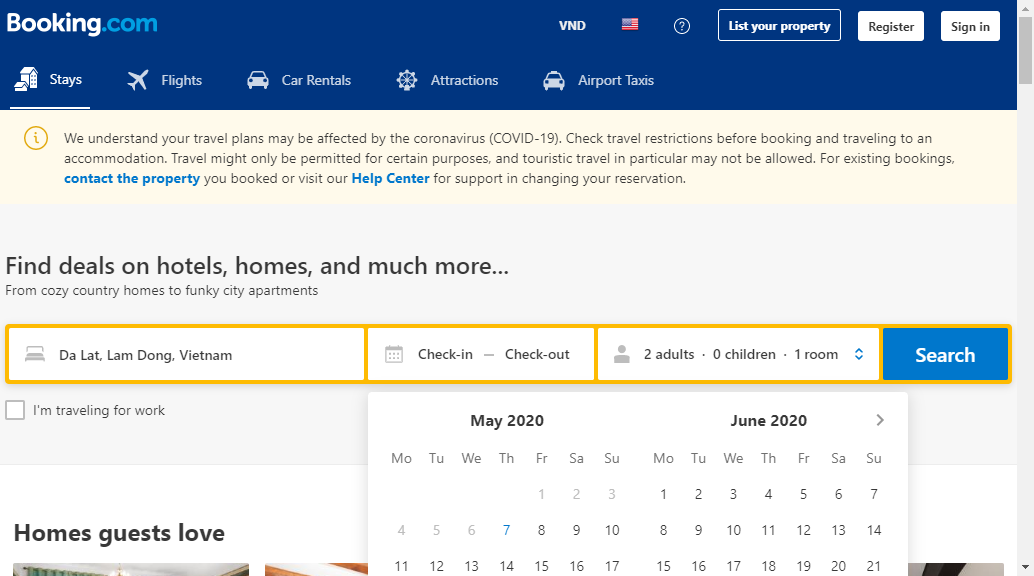 Booking.com
VND
List your property
Register
Sign in
Stays
Flights
Car Rentals
Attractions
Airport Taxis
We understand your travel plans may be affected by the coronavirus (COVID-19). Check travel restrictions before booking and traveling to an
accommodation. Travel might only be permitted for certain purposes, and touristic travel in particular may not be allowed. For existing bookings,
contact the property you booked or visit our Help Center for support in changing your reservation.
Find deals on hotels, homes, and much more...
From cozy country homes to funky city apartments
Da Lat, Lam Dong, Vietnam
Check-in — Check-out
2 adults · 0 children · 1 room
Search
I'm traveling for work
May 2020
June 2020
Mo Tu We Th Fr Sa Su
Mo Tu We Th Fr Sa Su
1 2 3
1 2 3 4 5 6 7
4 5 6 7 8 9 10
8 9 10 11 12 13 14
11 12 13 14 15 16 17
15 16 17 18 19 20 21
Homes guests love